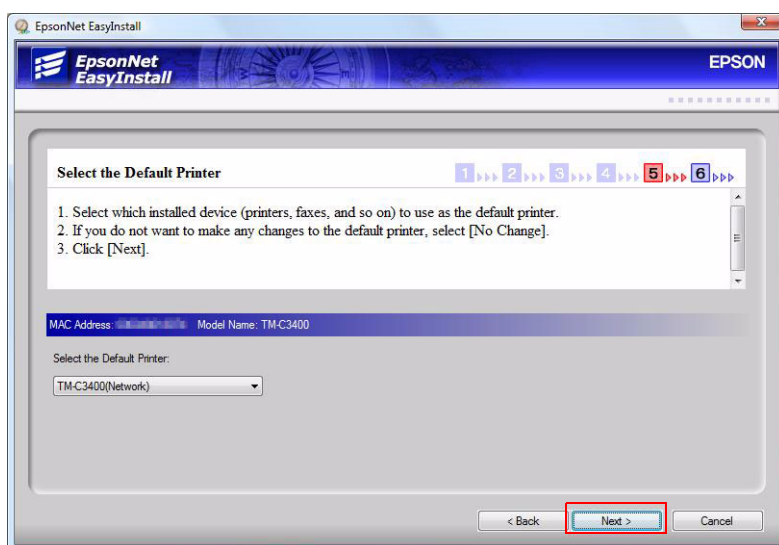 EpsonNet EasyInstall
EpsonNet
EasyInstall
EPSON
Select the Default Printer
1 2 3 4 5 6
1. Select which installed device (printers, faxes, and so on) to use as the default printer.
2. If you do not want to make any changes to the default printer, select [No Change].
3. Click [Next].
MAC Address: Model Name: TM-C3400
Select the Default Printer:
TM-C3400(Network)
< Back Next > Cancel